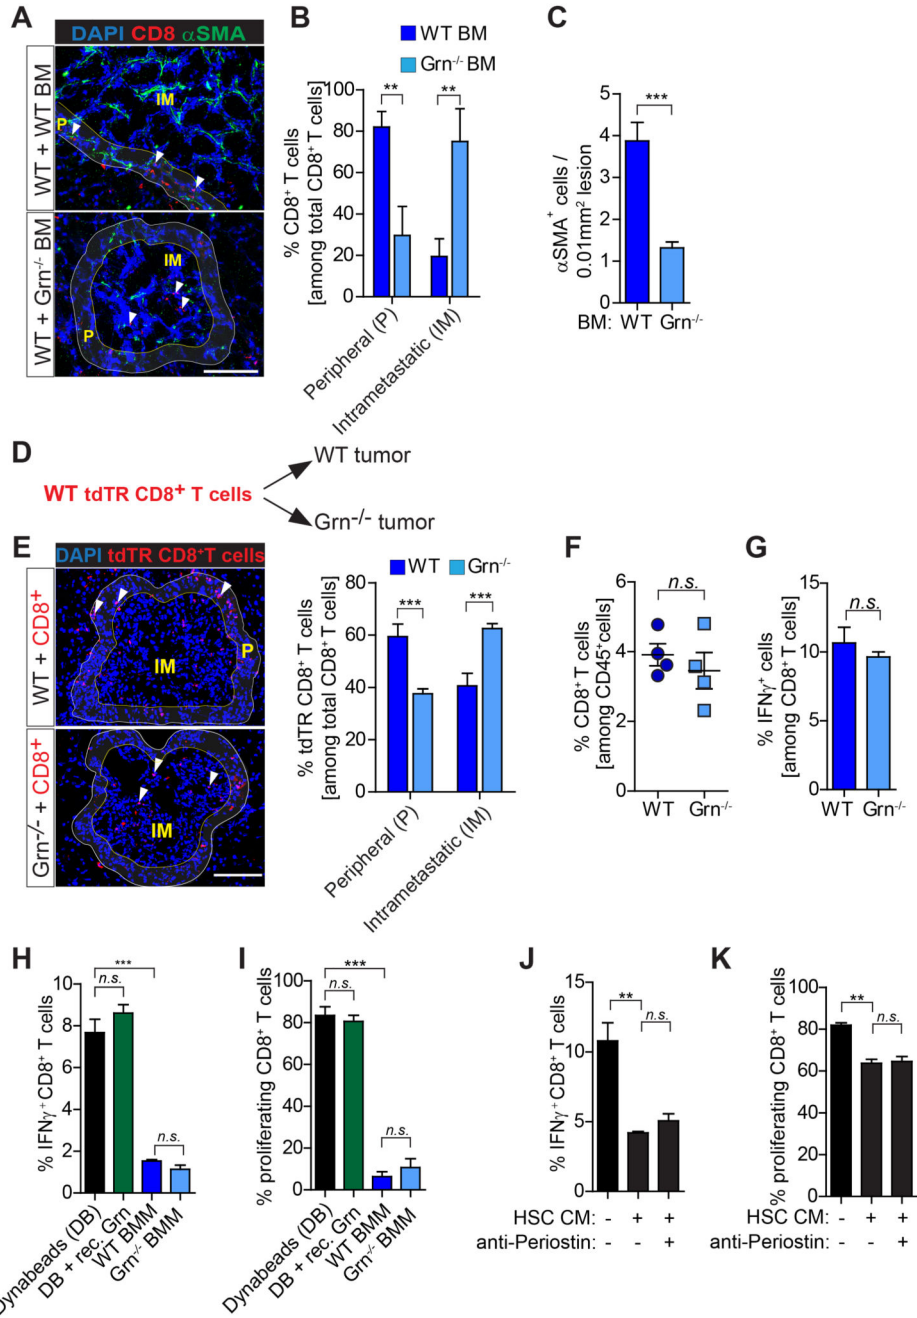 A
DAPI CD8 αSMA
WT + WT BM
IM
P
WT + Grn-/- BM
IM
P
B
WT BM
Grn-/- BM
% CD8+ T cells
[among total CD8+T cells]
100
80
60
40
20
0
**
**
Peripheral (P)
Intrametastatic (IM)
C
αSMA+ cells /
0.01mm2 lesion
5
4
3
2
1
0
***
BM: WT Grn-/-
D
WT tdTR CD8+ T cells
WT tumor
Grn-/- tumor
E
DAPI tdTR CD8+T cells
WT + CD8+
P
IM
Grn-/- + CD8+
IM
WT Grn-/-
% tdTR CD8+ T cells
[among total CD8+T cells]
80
60
40
20
0
***
***
Peripheral (P)
Intrametastatic (IM)
F
% CD8+ T cells
[among CD45+cells]
6
4
2
0
n.s.
WT Grn-/-
G
% IFNγ+ cells
[among CD8+ T cells]
15
10
5
0
n.s.
WT Grn-/-
H
% IFNγ+CD8+ T cells
10
8
6
4
2
0
***
n.s.
n.s.
Dynabeads (DB)
DB + rec. Grn
WT BMM
Grn-/- BMM
I
% proliferating CD8+ T cells
100
80
60
40
20
0
***
n.s.
n.s.
Dynabeads (DB)
DB + rec. Grn
WT BMM
Grn-/- BMM
J
% IFNγ+CD8+ T cells
15
10
5
0
**
n.s.
HSC CM: - + +
anti-Periostin: - - +
K
% proliferating CD8+ T cells
100
80
60
40
20
0
**
n.s.
HSC CM: - + +
anti-Periostin: - - +